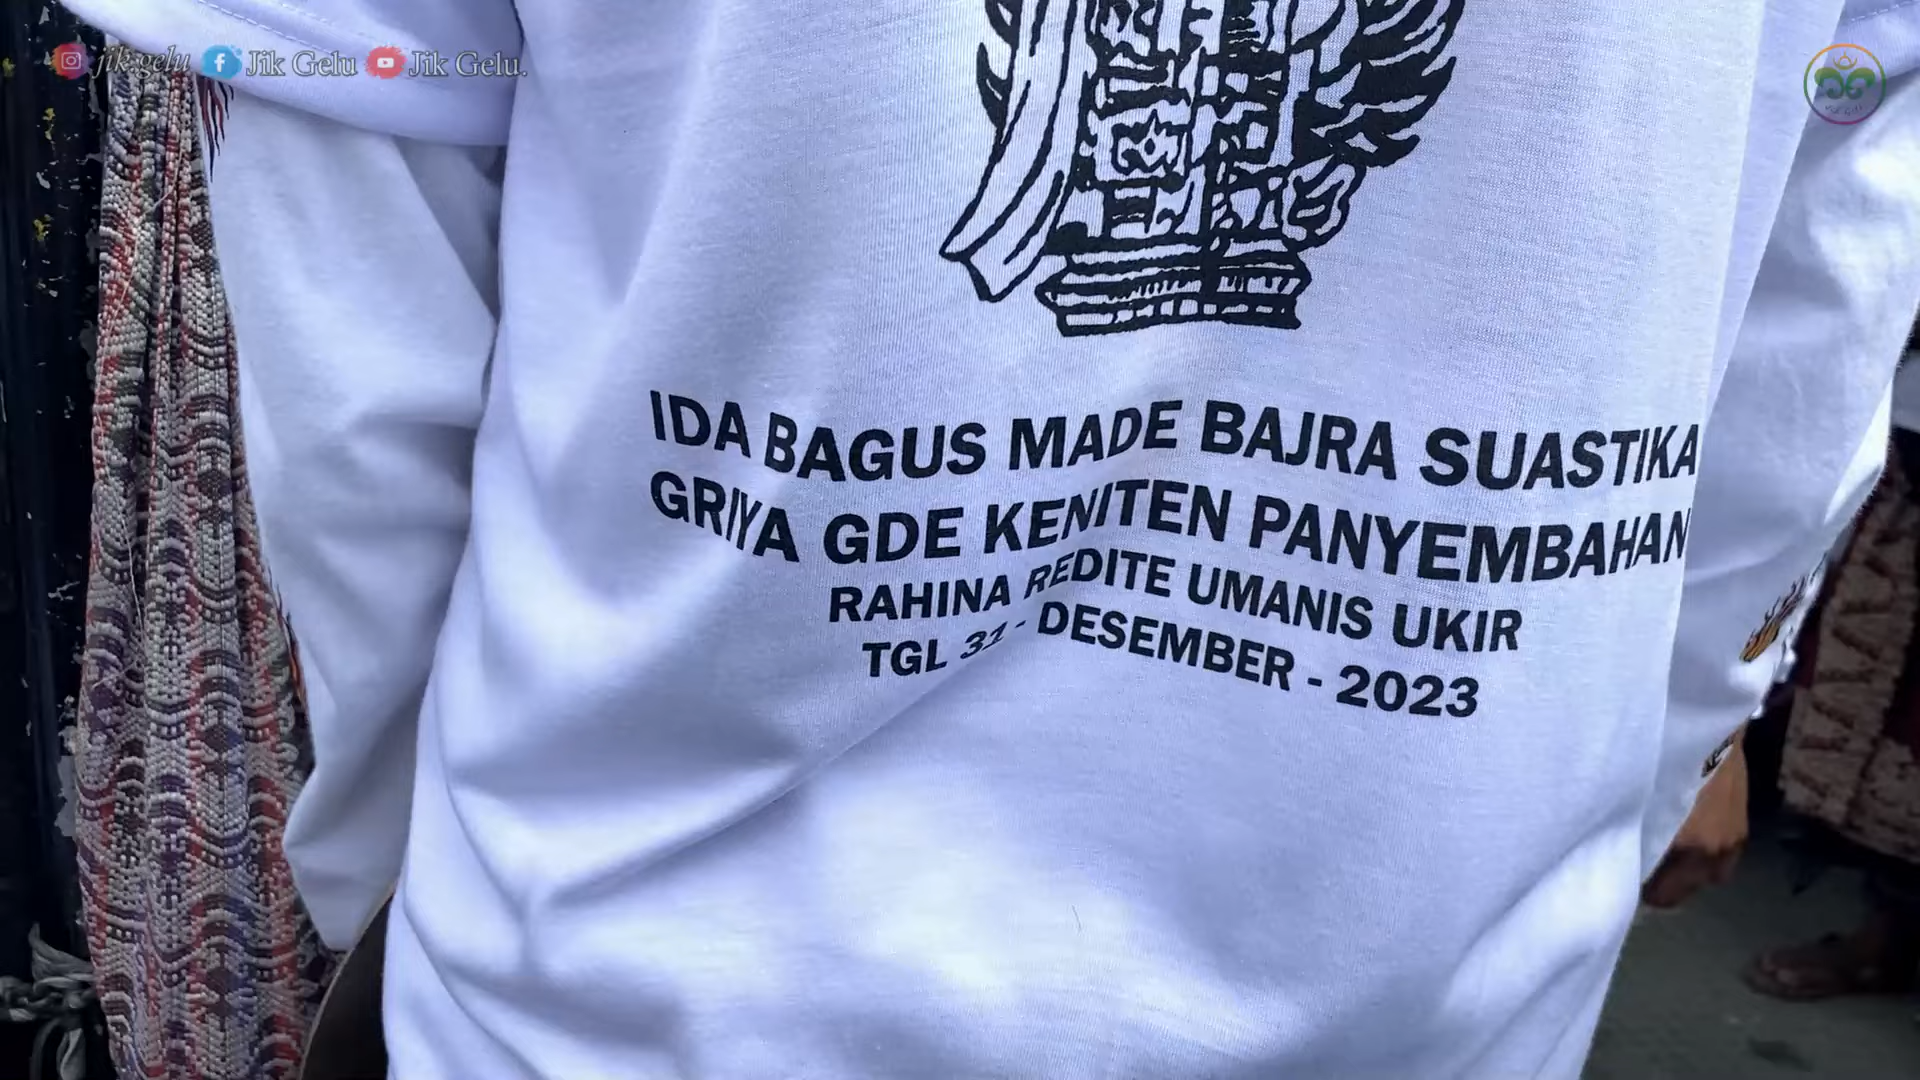 jik gelu Jik Gelu Jik Gelu.
IDA BAGUS MADE BAJRA SUASTIKA
GRIYA GDE KENITEN PANYEMBAHAN
RAHINA REDITE UMANIS UKIR
TGL 31 - DESEMBER - 2023